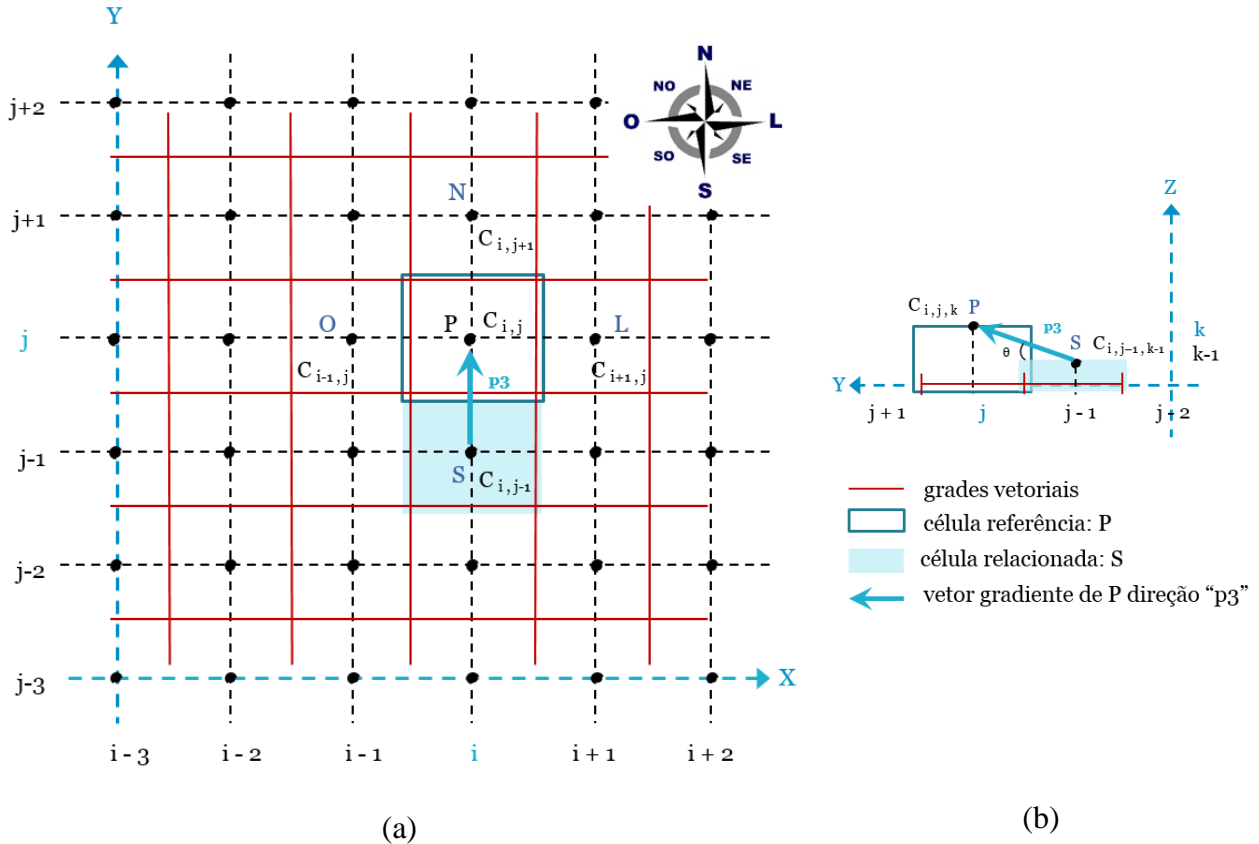 Y
j+2
j+1
j
j-1
j-2
j-3
N
NO
NE
O
L
SO
SE
S
N
C i,j+1
O
P
C i,j
L
C i-1,j
p3
C i+1,j
S
C i,j-1
X
i - 3
i - 2
i - 1
i
i + 1
i + 2
(a)
Z
C i,j,k
P
p3
S
C i,j-1,k-1
θ
k
k-1
Y
j + 1
j
j - 1
j - 2
grades vetoriais
célula referência: P
célula relacionada: S
vetor gradiente de P direção “p3”
(b)